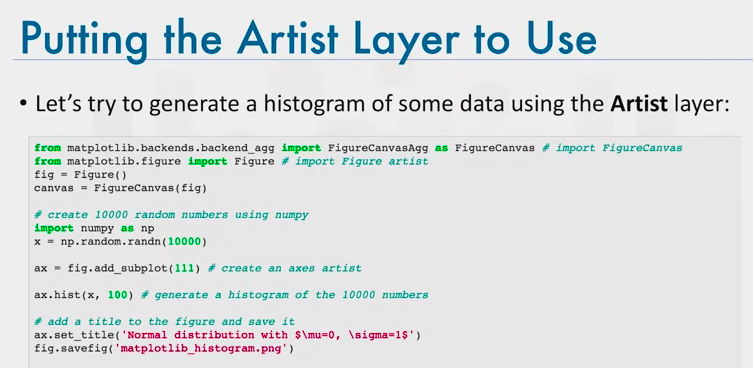 Putting the Artist Layer to Use
• Let's try to generate a histogram of some data using the Artist layer:
from matplotlib.backends.backend_agg import FigureCanvasAgg as FigureCanvas # import FigureCanvas
from matplotlib.figure import Figure # import Figure artist
fig = Figure()
canvas = FigureCanvas(fig)
# create 10000 random numbers using numpy
import numpy as np
x = np.random.randn(10000)
ax = fig.add_subplot(111) # create an axes artist
ax.hist(x, 100) # generate a histogram of the 10000 numbers
# add a title to the figure and save it
ax.set_title('Normal distribution with $\mu=0, \sigma=1$')
fig.savefig('matplotlib_histogram.png')